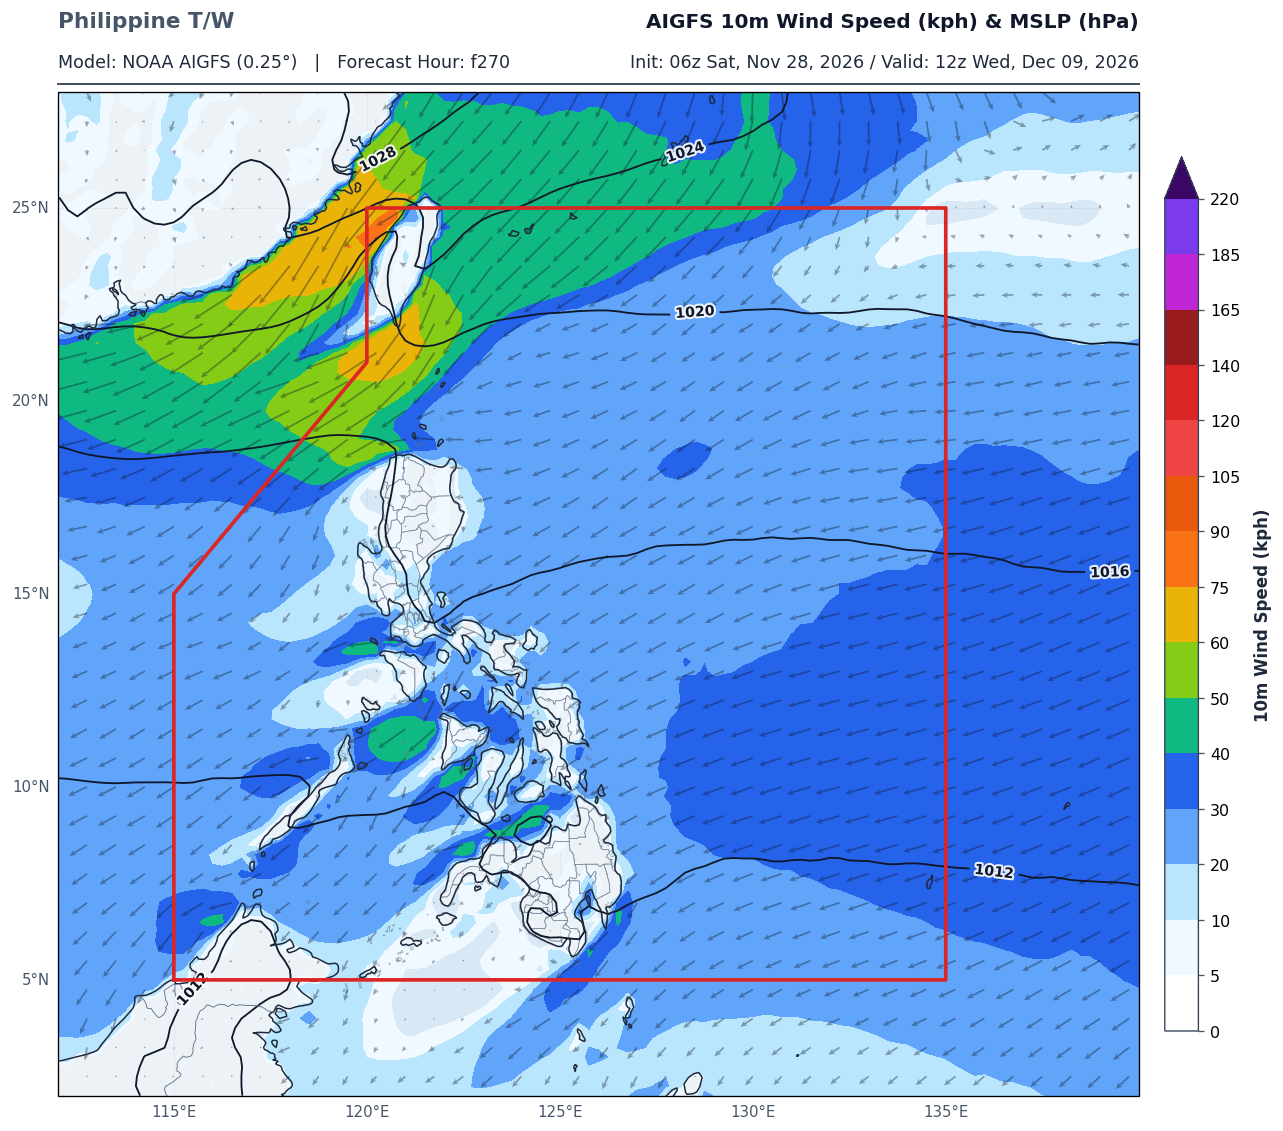 Philippine T/W
AIGFS 10m Wind Speed (kph) & MSLP (hPa)
Model: NOAA AIGFS (0.25°)   |   Forecast Hour: f270
Init: 06z Sat, Nov 28, 2026 / Valid: 12z Wed, Dec 09, 2026
1028
1024
25°N
1020
20°N
1016
15°N
10°N
1012
5°N
1012
115°E
120°E
125°E
130°E
135°E
220
185
165
140
120
105
90
75
60
50
40
30
20
10
5
0
10m Wind Speed (kph)